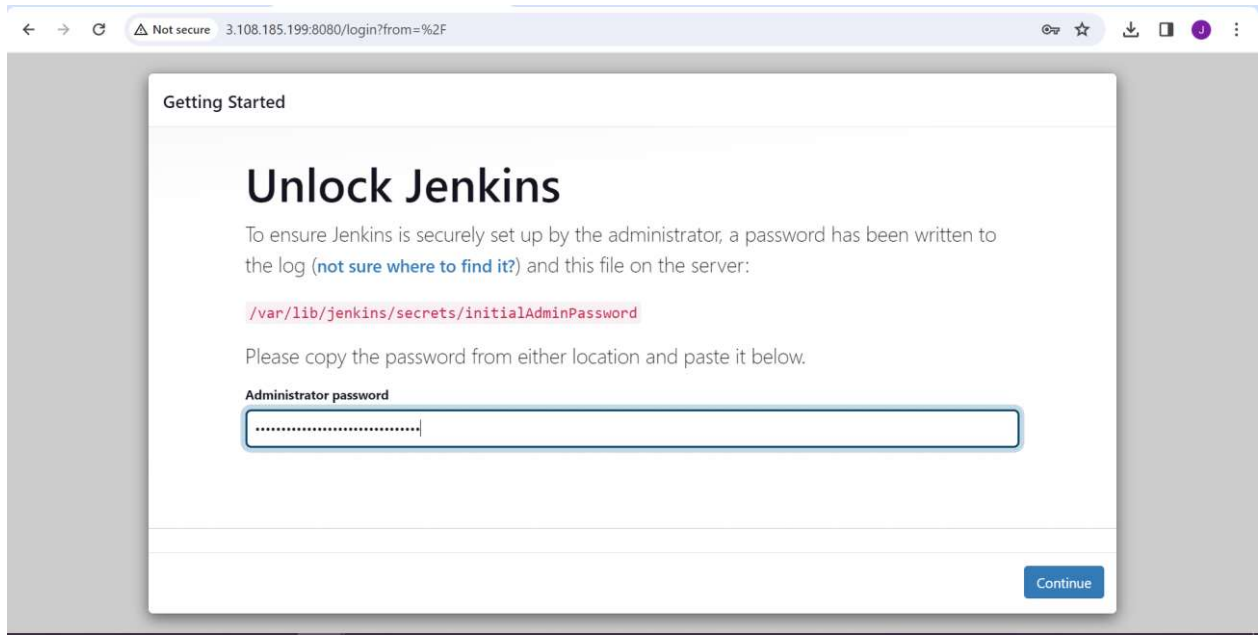 Not secure 3.108.185.199:8080/login?from=%2F
J
Getting Started
Unlock Jenkins
To ensure Jenkins is securely set up by the administrator, a password has been written to
the log (not sure where to find it?) and this file on the server:
/var/lib/jenkins/secrets/initialAdminPassword
Please copy the password from either location and paste it below.
Administrator password
••••••••••••••••••••••••••••••••
Continue